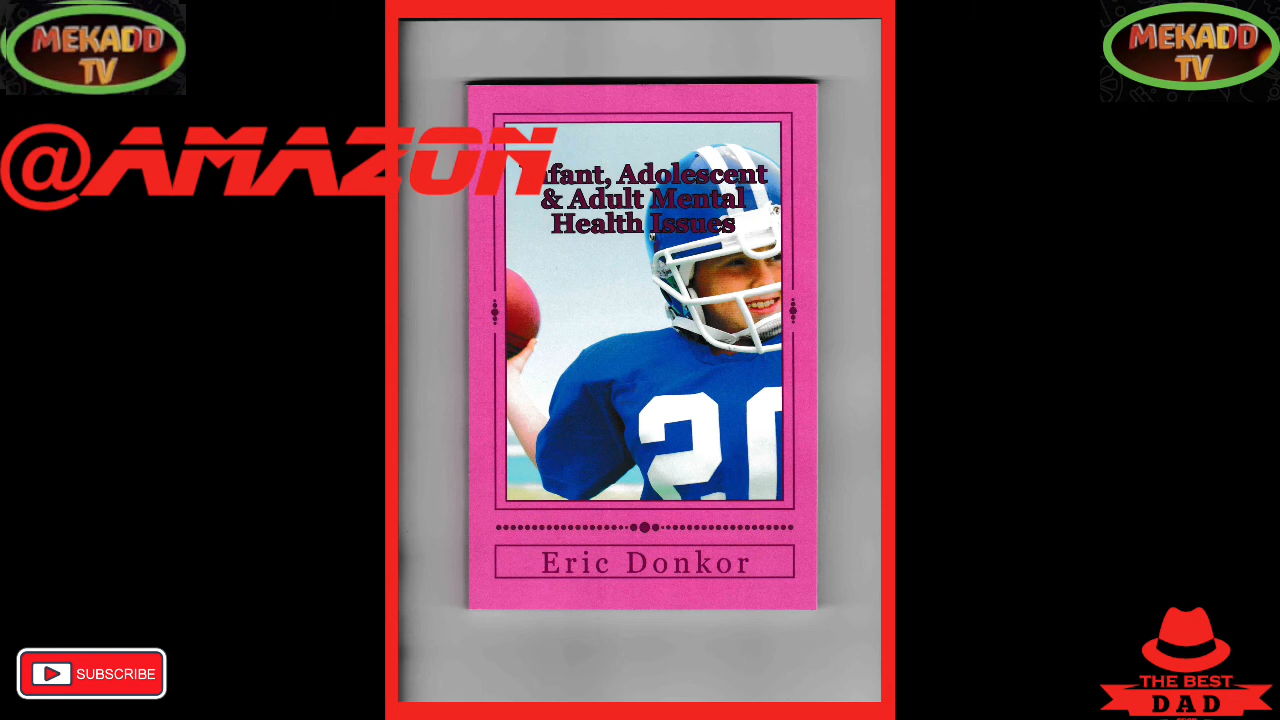 MEKADD
TV
MEKADD
TV
@AMAZON
Infant, Adolescent
& Adult Mental
Health Issues
20
Eric Donkor
SUBSCRIBE
THE BEST
DAD